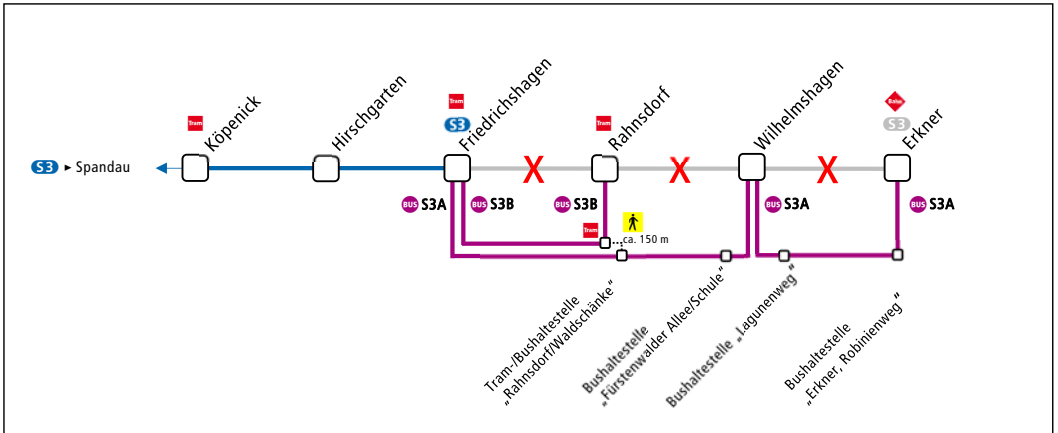 Tram
Köpenick
Hirschgarten
Tram
S3
Friedrichshagen
Tram
Rahnsdorf
Wilhelmshagen
Bahn
S3
Erkner
S3 ► Spandau
X
X
X
BUS S3A
BUS S3B
BUS S3B
BUS S3A
BUS S3A
Tram
ca. 150 m
Tram-/Bushaltestelle
„Rahnsdorf/Waldschänke“
Bushaltestelle
„Fürstenwalder Allee/Schule“
Bushaltestelle „Lagunenweg“
Bushaltestelle
„Erkner, Robinienweg“